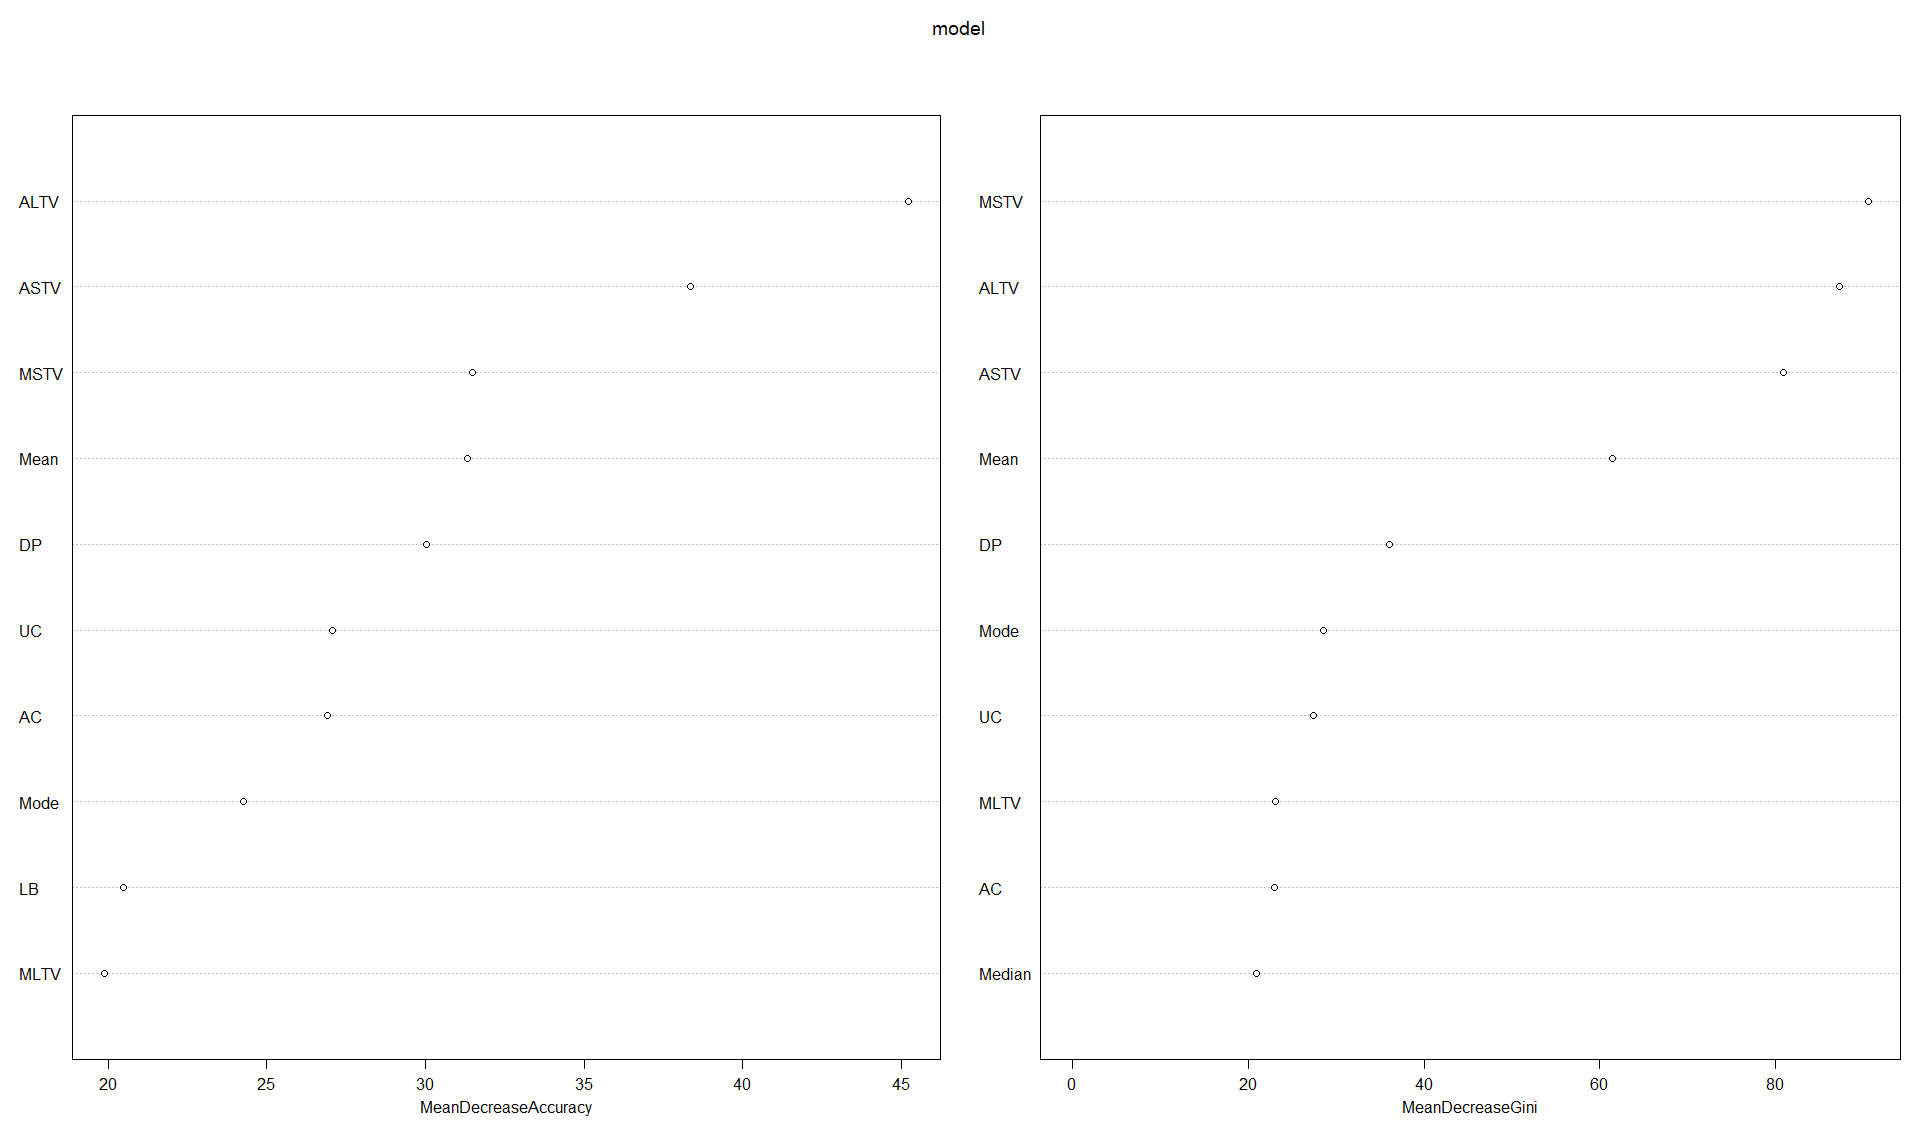 model
ALTV
ASTV
MSTV
Mean
DP
UC
AC
Mode
LB
MLTV
20 25 30 35 40 45
MeanDecreaseAccuracy
MSTV
ALTV
ASTV
Mean
DP
Mode
UC
MLTV
AC
Median
0 20 40 60 80
MeanDecreaseGini